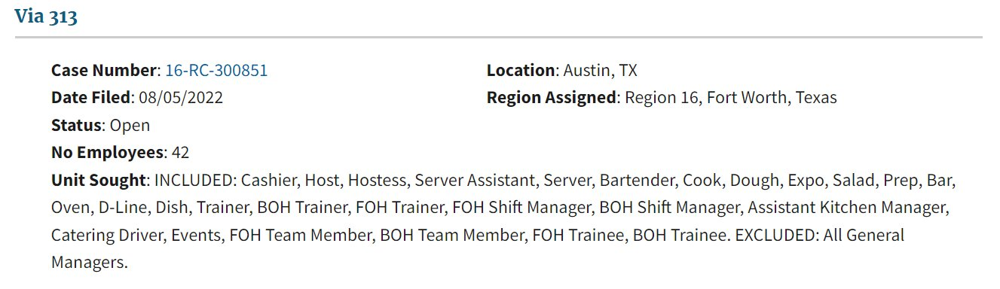 Via 313
Case Number: 16-RC-300851
Location: Austin, TX
Date Filed: 08/05/2022
Region Assigned: Region 16, Fort Worth, Texas
Status: Open
No Employees: 42
Unit Sought: INCLUDED: Cashier, Host, Hostess, Server Assistant, Server, Bartender, Cook, Dough, Expo, Salad, Prep, Bar,
Oven, D-Line, Dish, Trainer, BOH Trainer, FOH Trainer, FOH Shift Manager, BOH Shift Manager, Assistant Kitchen Manager,
Catering Driver, Events, FOH Team Member, BOH Team Member, FOH Trainee, BOH Trainee. EXCLUDED: All General
Managers.